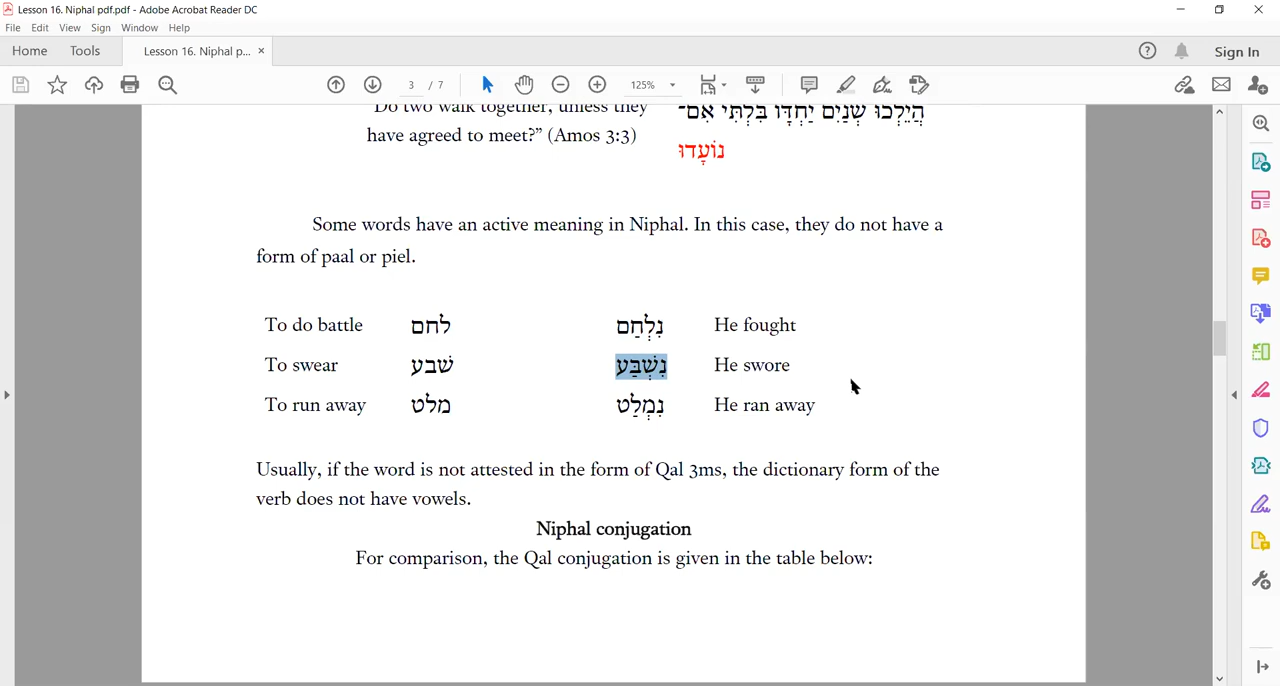 Lesson 16. Niphal pdf.pdf - Adobe Acrobat Reader DC
File Edit View Sign Window Help
Home Tools Lesson 16. Niphal p... × Sign In
3 / 7 125%
"Do two walk together, unless they הֲיֵלְכוּ שְׁנַיִם יַחְדָּו בִּלְתִּי אִם־
have agreed to meet?" (Amos 3:3) נוֹעָדוּ
Some words have an active meaning in Niphal. In this case, they do not have a
form of paal or piel.
To do battle לחם נִלְחַם He fought
To swear שׁבע נִשְׁבַּע He swore
To run away מלט נִמְלַט He ran away
Usually, if the word is not attested in the form of Qal 3ms, the dictionary form of the
verb does not have vowels.
Niphal conjugation
For comparison, the Qal conjugation is given in the table below: